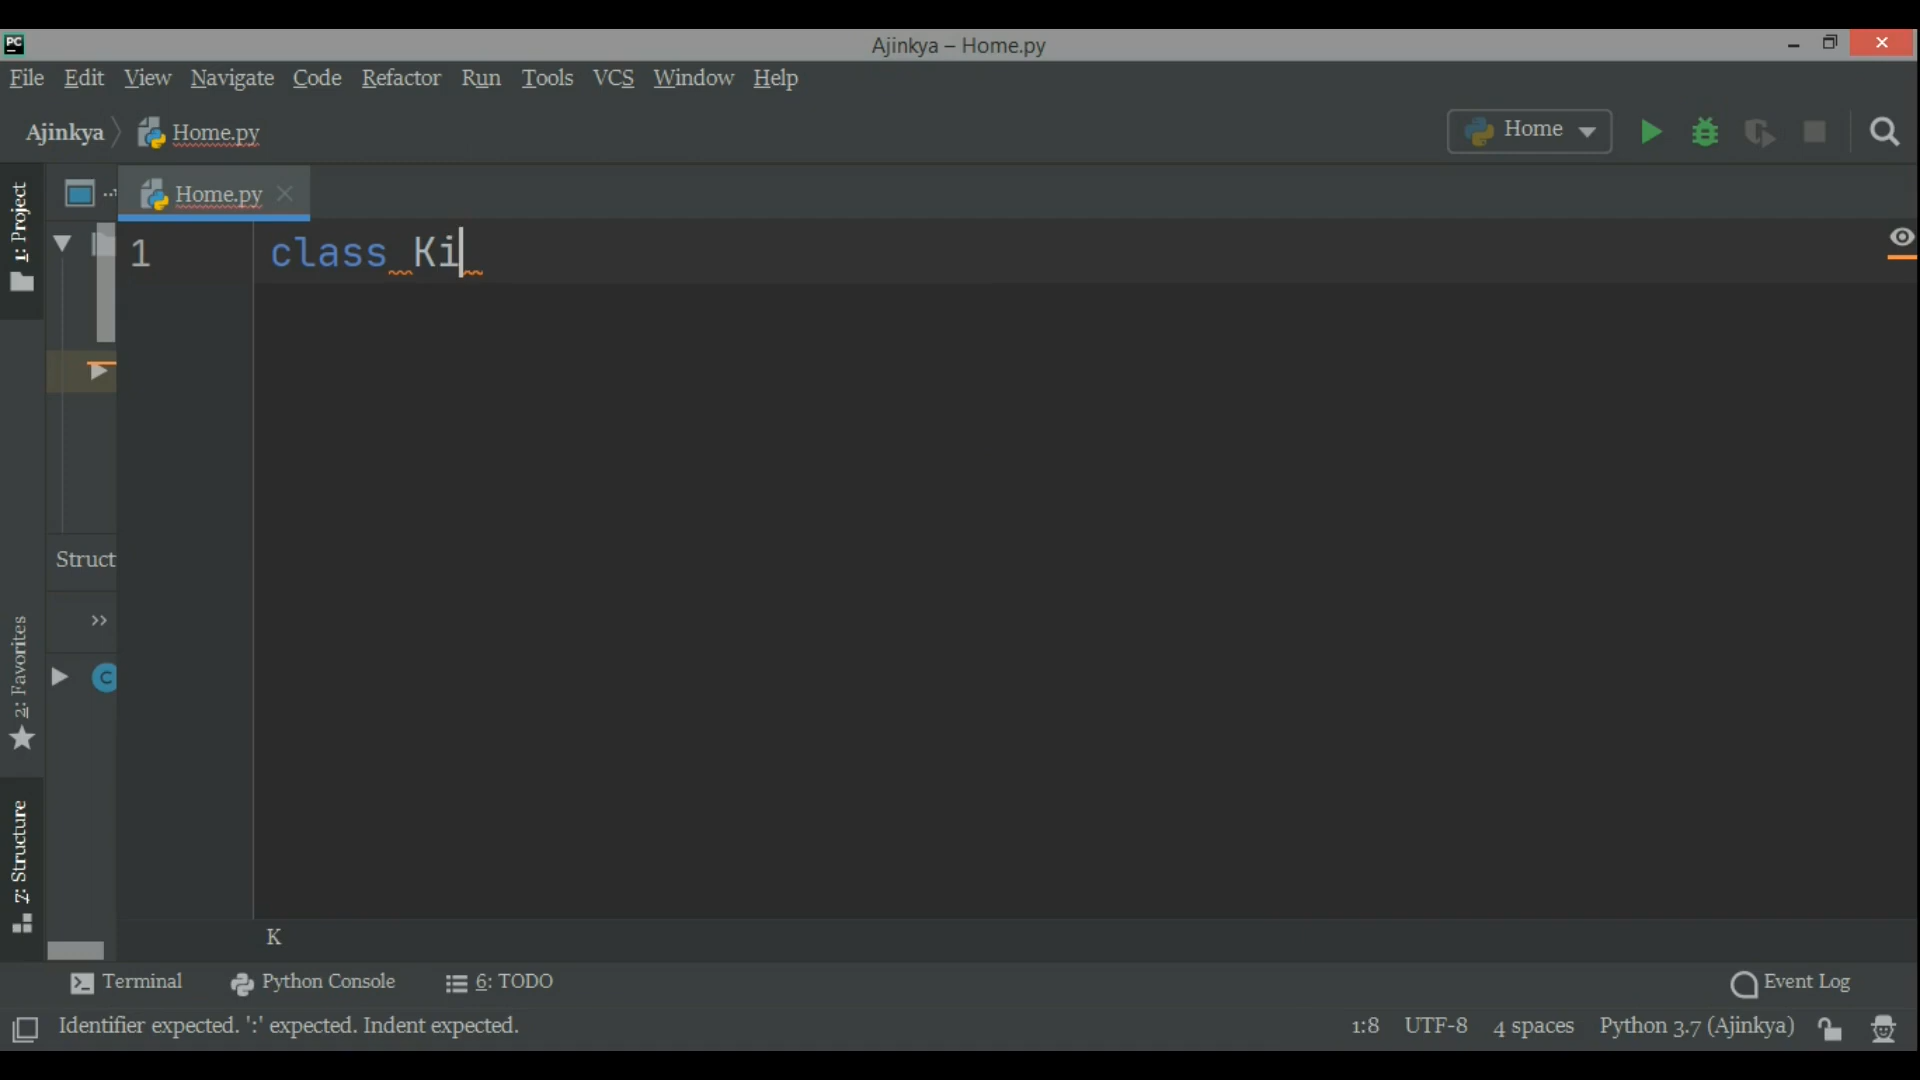 PC
Ajinkya – Home.py
File Edit View Navigate Code Refactor Run Tools VCS Window Help
Ajinkya Home.py
Home
1: Project
Home.py
1 class Ki
Struct
2: Favorites
C
Z: Structure
K
Terminal Python Console 6: TODO Event Log
Identifier expected. ':' expected. Indent expected. 1:8 UTF-8 4 spaces Python 3.7 (Ajinkya)